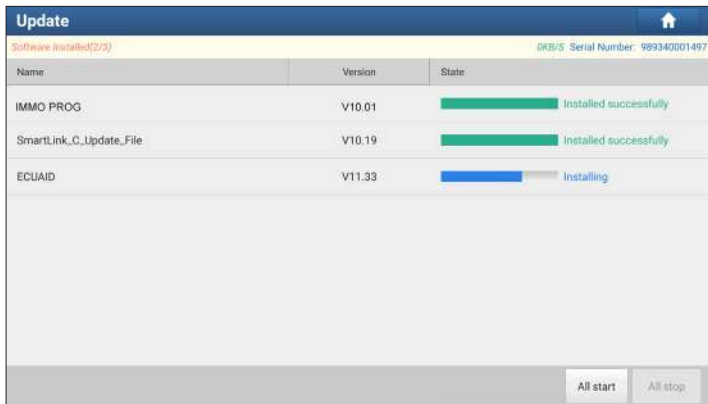 Update
Software Installed(2/3) 0KB/S Serial Number: 989340001497
Name Version State
IMMO PROG V10.01 Installed successfully
SmartLink_C_Update_File V10.19 Installed successfully
ECUAID V11.33 Installing
All start All stop